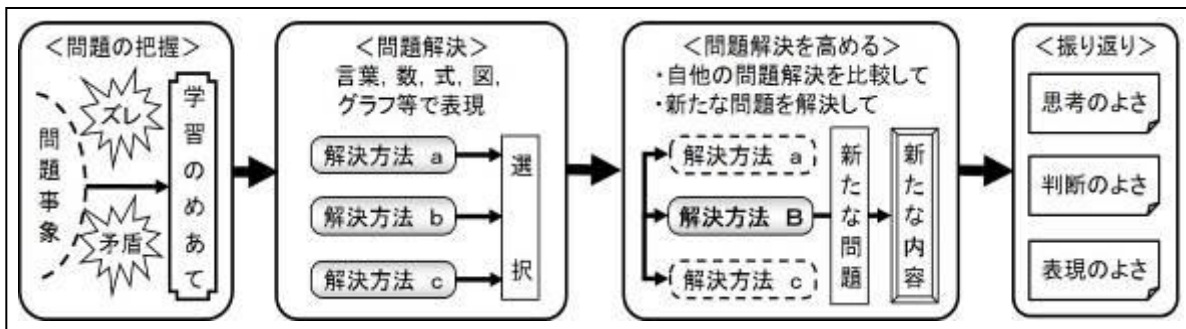 <問題の把握>
問題事象
ズレ
矛盾
学習のめあて
<問題解決>
言葉, 数, 式, 図,
グラフ等で表現
解決方法 a
解決方法 b
解決方法 c
選択
<問題解決を高める>
・自他の問題解決を比較して
・新たな問題を解決して
解決方法 a
解決方法 B
解決方法 c
新たな問題
新たな内容
<振り返り>
思考のよさ
判断のよさ
表現のよさ